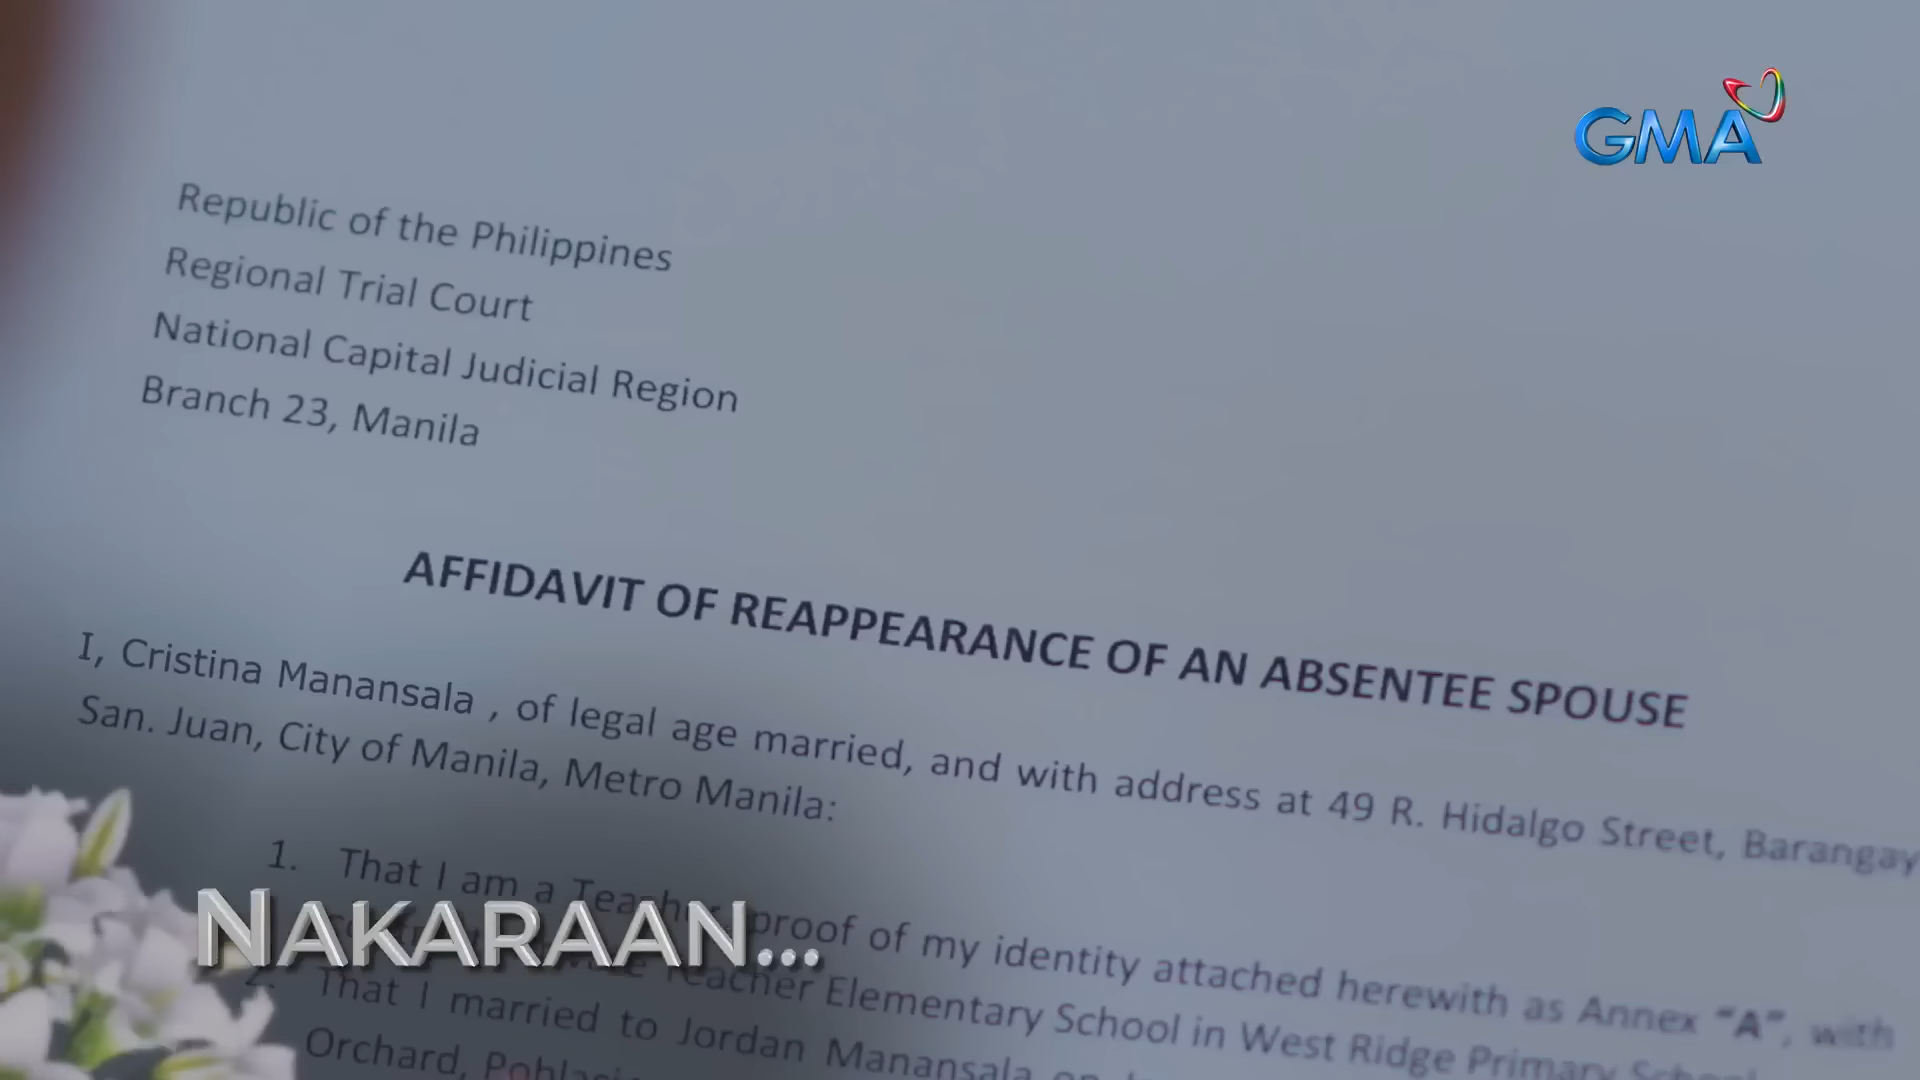 GMA
Republic of the Philippines
Regional Trial Court
National Capital Judicial Region
Branch 23, Manila
AFFIDAVIT OF REAPPEARANCE OF AN ABSENTEE SPOUSE
I, Cristina Manansala , of legal age married, and with address at 49 R. Hidalgo Street, Barangay
San. Juan, City of Manila, Metro Manila:
1. That I am a Teacher proof of my identity attached herewith as Annex "A", with
Teacher Elementary School in West Ridge Primary School
2. That I married to Jordan Manansala on
Orchard,
NAKARAAN...